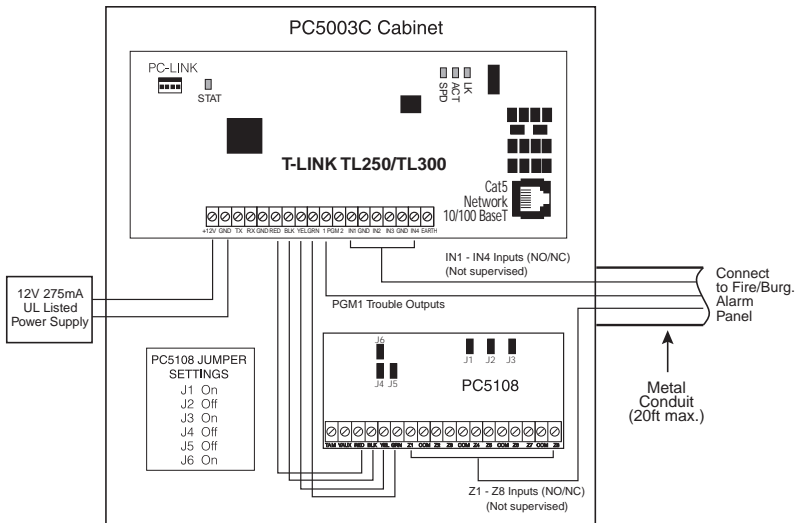 PC5003C Cabinet
PC-LINK
STAT
SPD
ACT
LK
T-LINK TL250/TL300
Cat5
Network
10/100 BaseT
+12V GND TX RX GND RED BLK YEL GRN 1 PGM 2 IN1 GND IN2 IN3 GND IN4 EARTH
IN1 - IN4 Inputs (NO/NC)
(Not supervised)
12V 275mA
UL Listed
Power Supply
PGM1 Trouble Outputs
Connect
to Fire/Burg.
Alarm
Panel
PC5108 JUMPER
SETTINGS
J1 On
J2 Off
J3 On
J4 Off
J5 Off
J6 On
J6
J4 J5
J1 J2 J3
PC5108
TAM VAUX RED BLK YEL GRN Z1 COM Z2 Z3 COM Z4 Z5 COM Z6 Z7 COM Z8
Metal
Conduit
(20ft max.)
Z1 - Z8 Inputs (NO/NC)
(Not supervised)